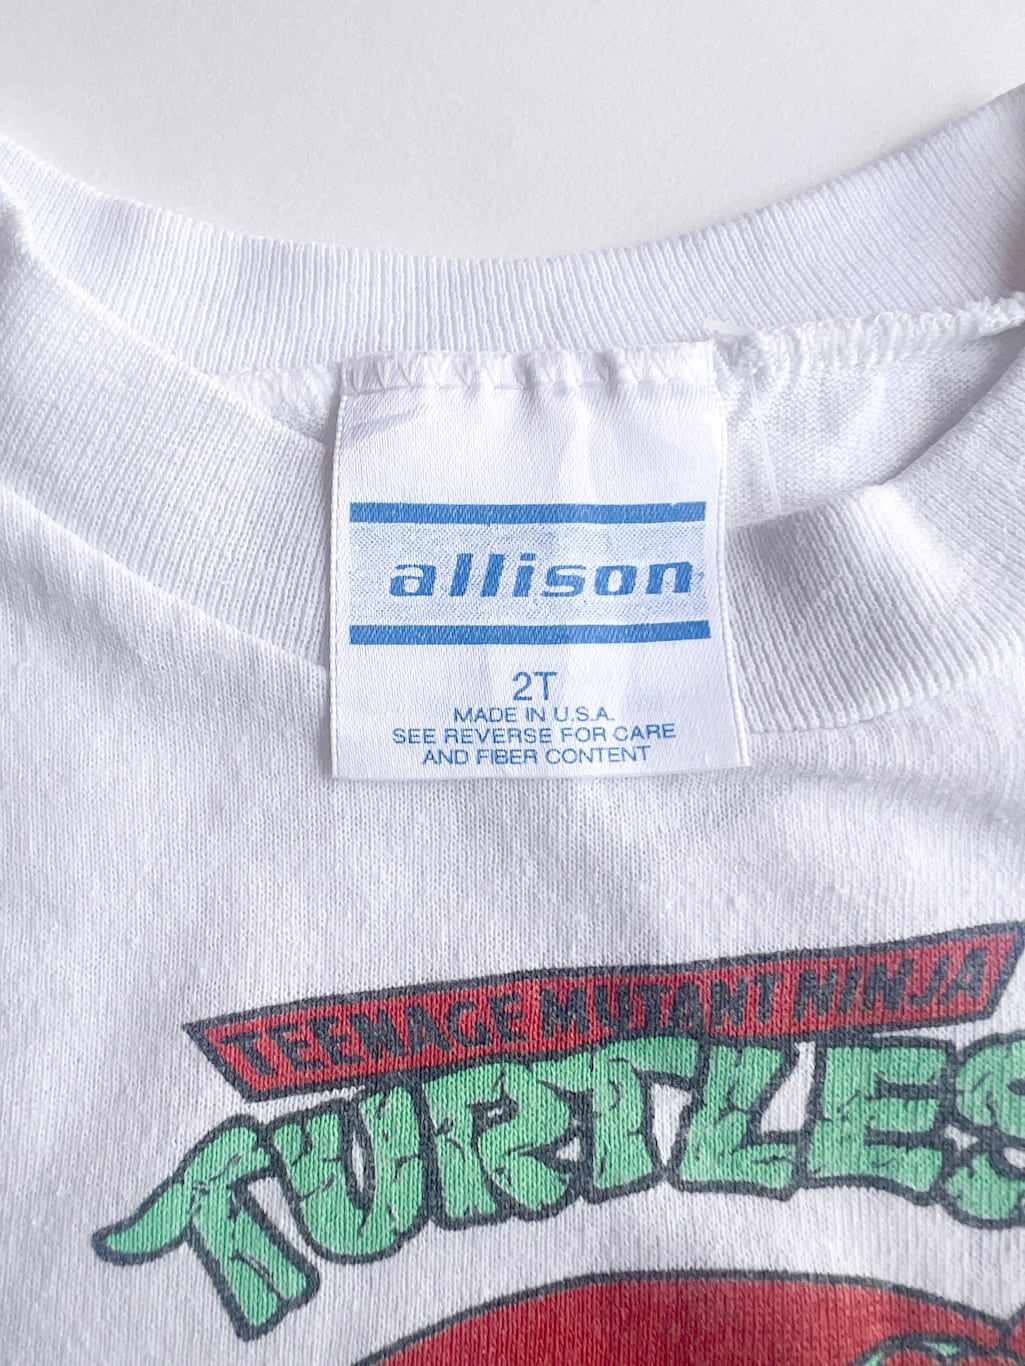 allison
2T
MADE IN U.S.A.
SEE REVERSE FOR CARE
AND FIBER CONTENT
TEENAGE MUTANT NINJA
TURTLES